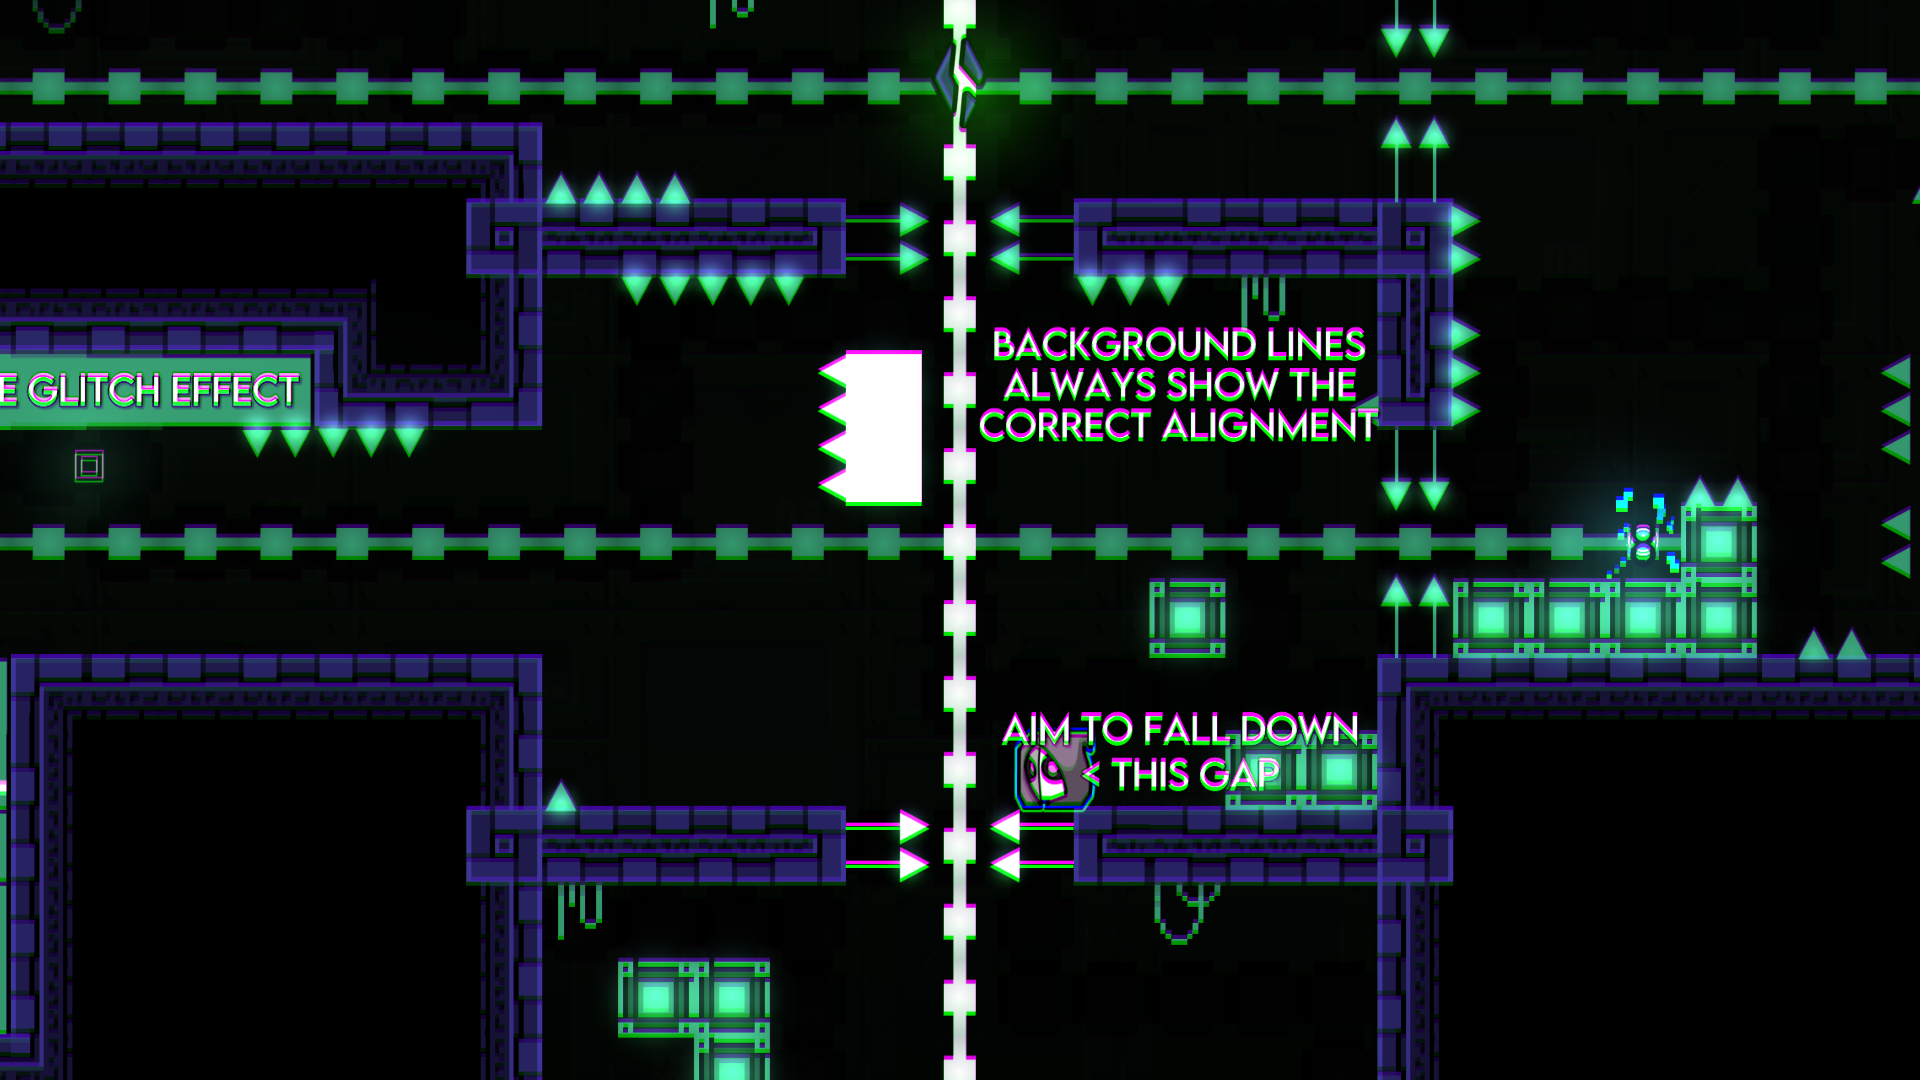 BACKGROUND LINES
ALWAYS SHOW THE
CORRECT ALIGNMENT
E GLITCH EFFECT
AIM TO FALL DOWN
< THIS GAP